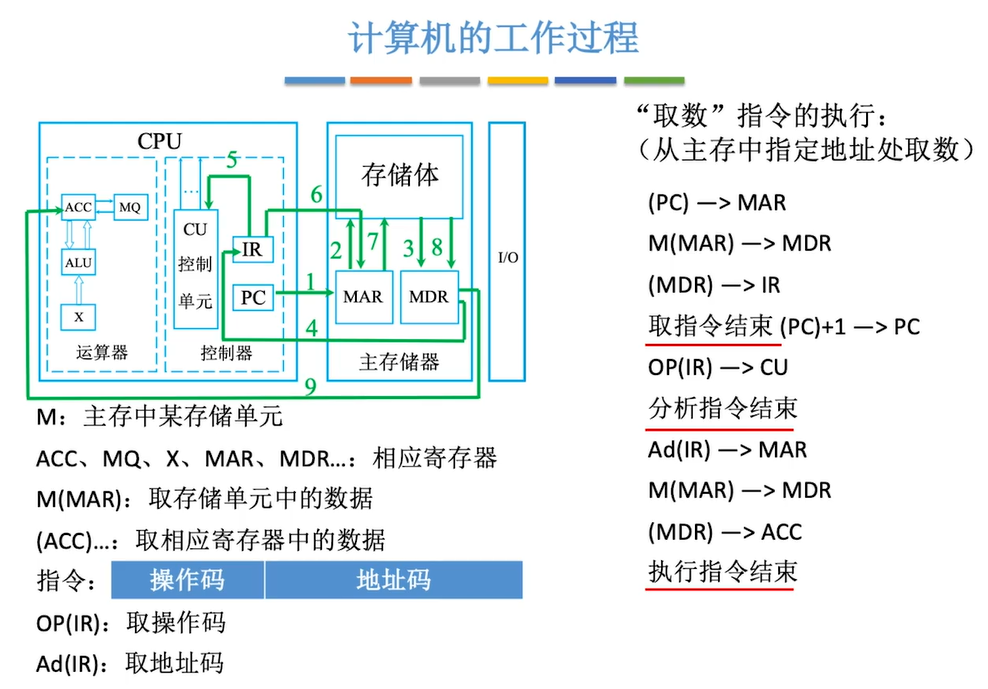 计算机的工作过程
CPU
ACC
MQ
ALU
X
运算器
5
...
CU
控制
单元
IR
PC
控制器
6
1
4
9
存储体
2
7
3
8
MAR
MDR
主存储器
I/O
M：主存中某存储单元
ACC、MQ、X、MAR、MDR...：相应寄存器
M(MAR)：取存储单元中的数据
(ACC)...：取相应寄存器中的数据
指令： 操作码 地址码
OP(IR)：取操作码
Ad(IR)：取地址码
“取数”指令的执行：
（从主存中指定地址处取数）
(PC) —> MAR
M(MAR) —> MDR
(MDR) —> IR
取指令结束 (PC)+1 —> PC
OP(IR) —> CU
分析指令结束
Ad(IR) —> MAR
M(MAR) —> MDR
(MDR) —> ACC
执行指令结束